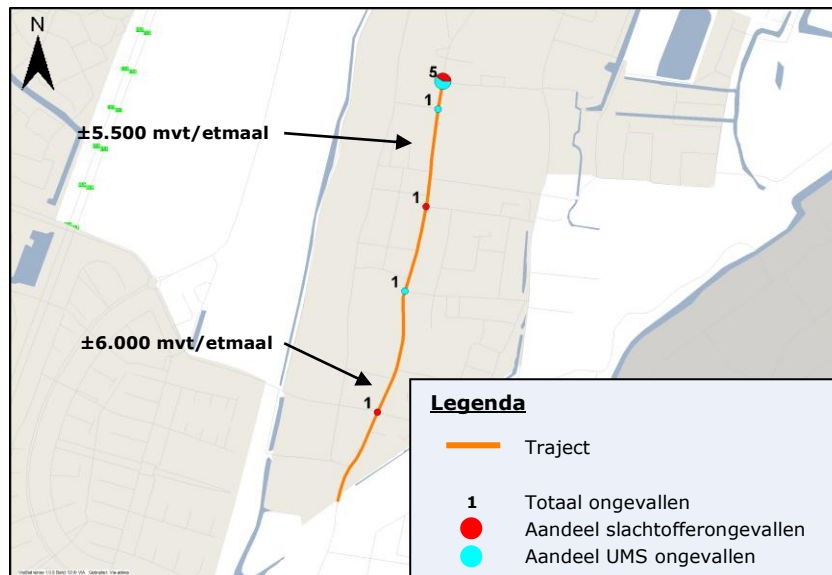 N
5
1
±5.500 mvt/etmaal
1
1
±6.000 mvt/etmaal
1
Legenda
Traject
1 Totaal ongevallen
Aandeel slachtofferongevallen
Aandeel UMS ongevallen